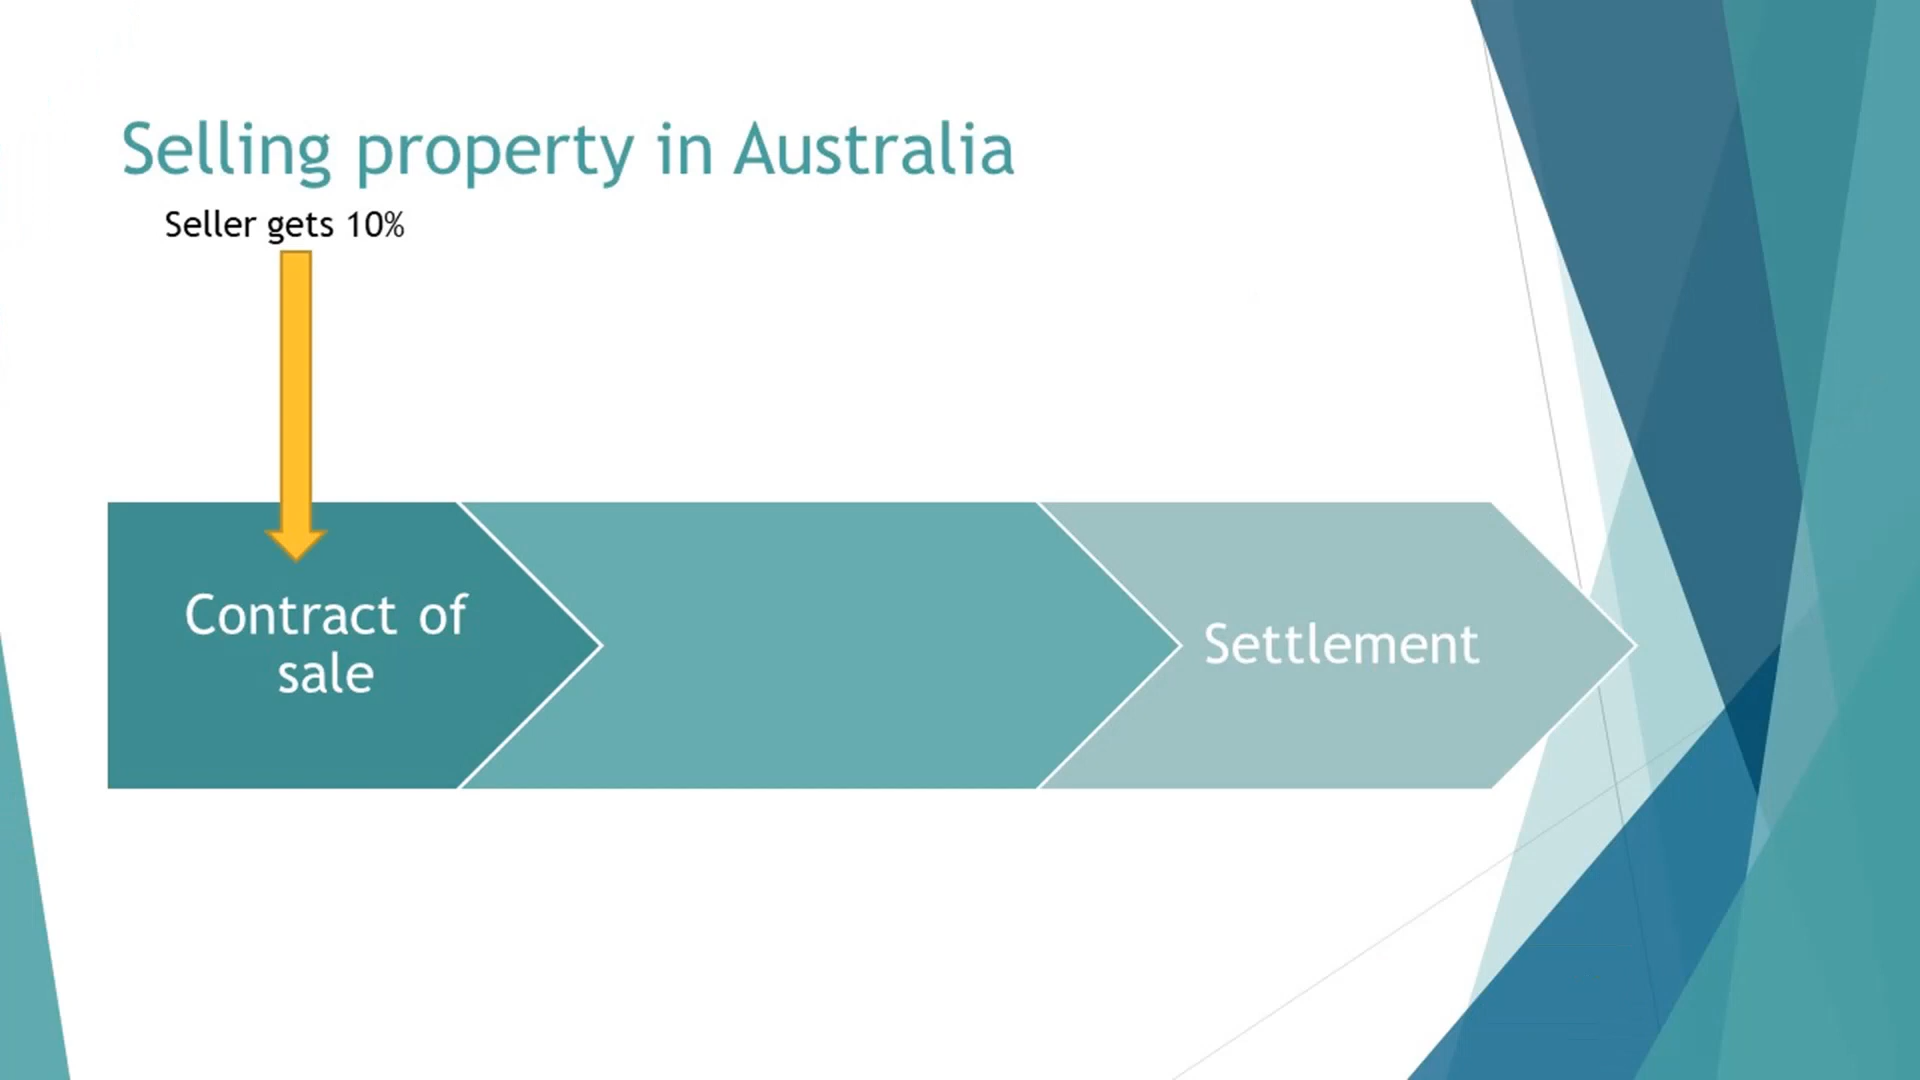 Selling property in Australia
Seller gets 10%
Contract of
sale
Settlement